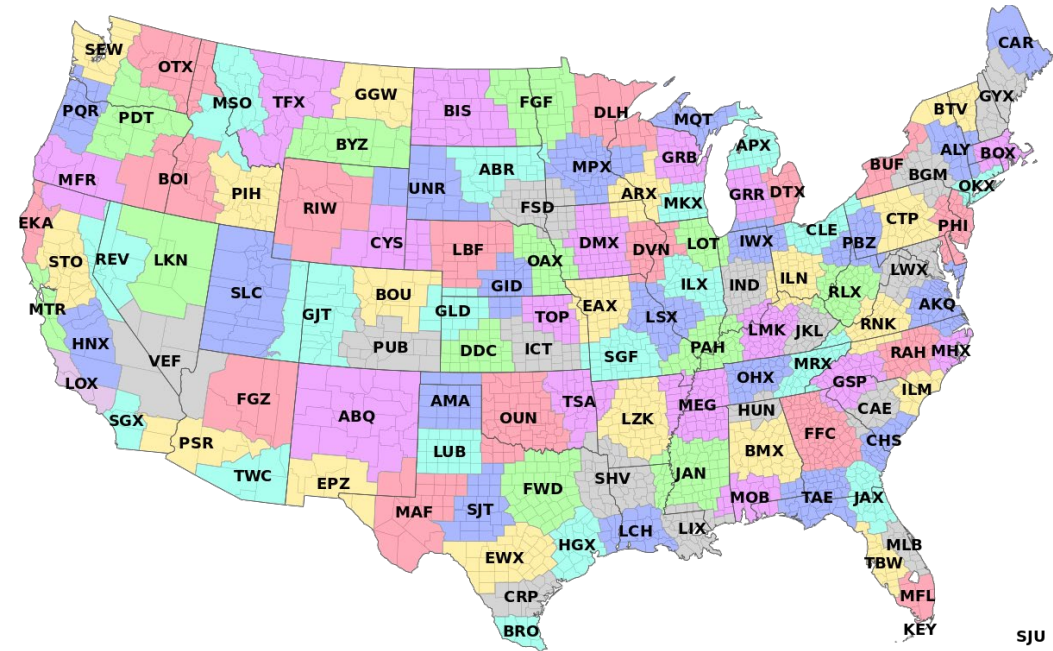 CAR
SEW
OTX
GYX
GGW
MSO
TFX
FGF
BIS
BTV
DLH
PQR
PDT
MQT
BYZ
APX
ALY
BOX
GRB
BUF
MPX
ABR
BGM
MFR
BOI
OKX
UNR
PIH
ARX
GRR
DTX
MKX
RIW
FSD
CTP
EKA
PHI
CLE
CYS
DMX
LOT
IWX
PBZ
LBF
DVN
STO
REV
LKN
OAX
LWX
ILN
IND
ILX
GID
RLX
SLC
BOU
AKQ
EAX
MTR
GLD
GJT
TOP
LSX
RNK
LMK
JKL
HNX
PUB
PAH
DDC
ICT
RAH
MHX
SGF
VEF
MRX
OHX
LOX
GSP
ILM
FGZ
AMA
TSA
MEG
HUN
CAE
ABQ
OUN
LZK
SGX
FFC
CHS
PSR
LUB
BMX
TWC
JAN
SHV
EPZ
FWD
MOB
TAE
JAX
SJT
MAF
LCH
LIX
HGX
MLB
EWX
TBW
CRP
MFL
BRO
KEY
SJU